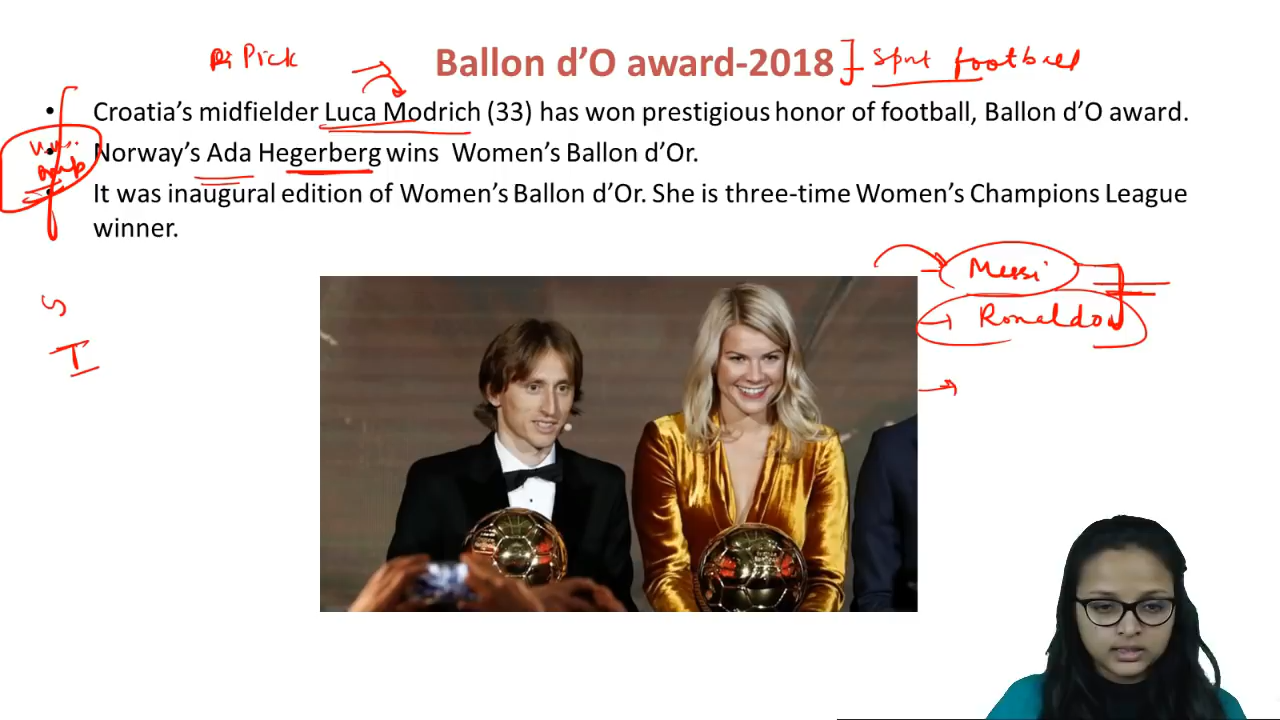 Pick
Ballon d’O award-2018 ] Spnt football
• Croatia’s midfielder Luca Modrich (33) has won prestigious honor of football, Ballon d’O award.
• Norway’s Ada Hegerberg wins Women’s Ballon d’Or.
• It was inaugural edition of Women’s Ballon d’Or. She is three-time Women’s Champions League
winner.
Messi
Ronaldo
S
I